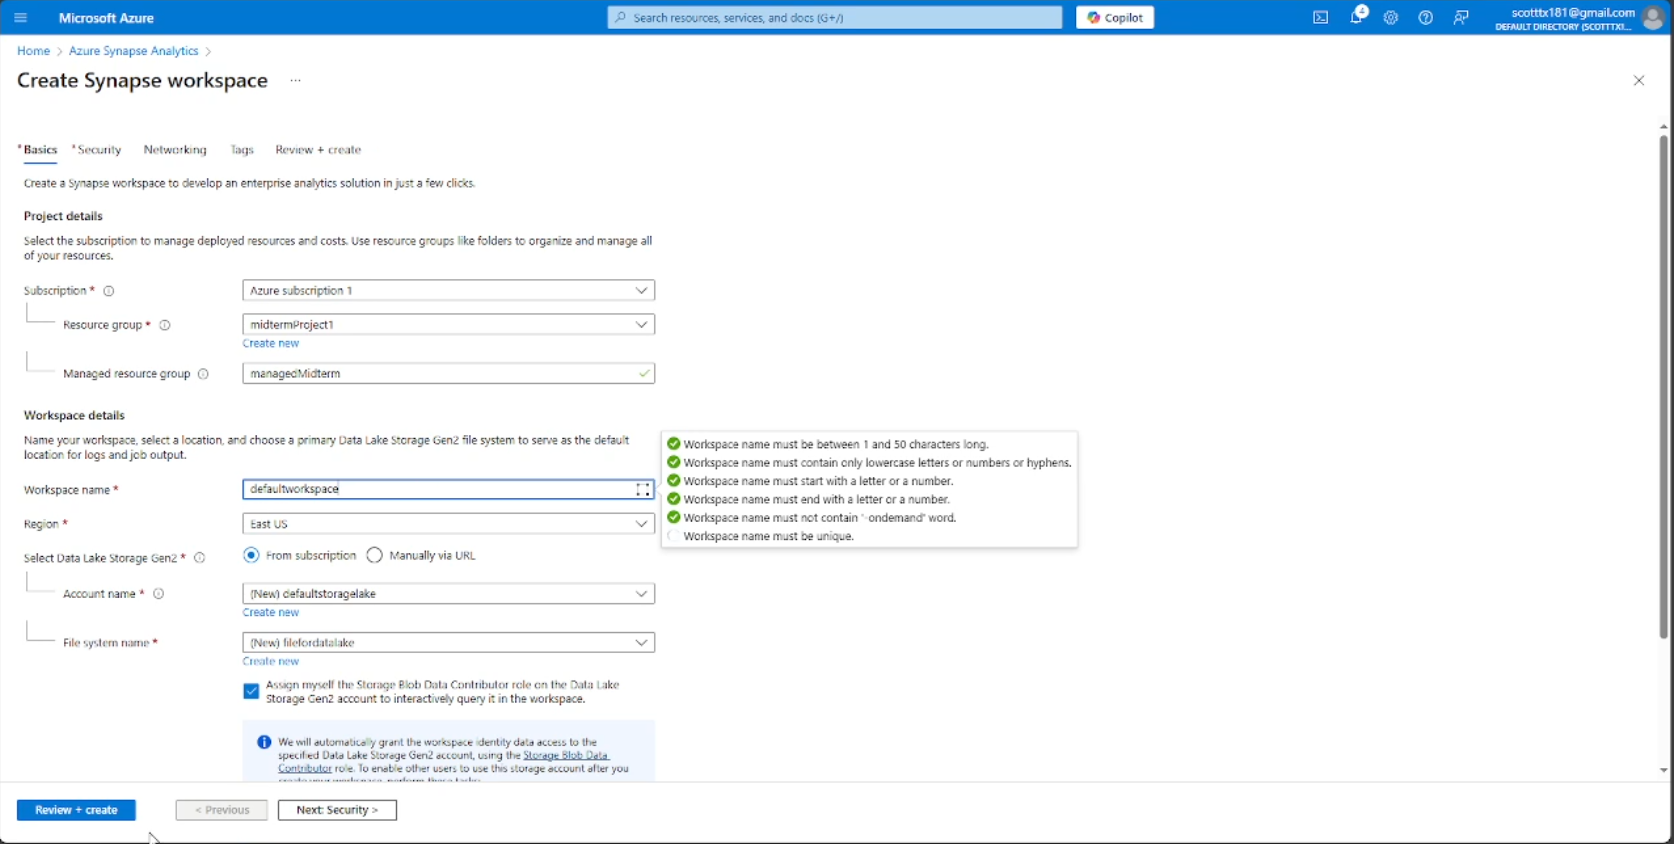 Microsoft Azure
Search resources, services, and docs (G+/)
Copilot
4
scotttx181@gmail.com
DEFAULT DIRECTORY (SCOTTTX1...
Home > Azure Synapse Analytics >
Create Synapse workspace ...
* Basics * Security Networking Tags Review + create
Create a Synapse workspace to develop an enterprise analytics solution in just a few clicks.
Project details
Select the subscription to manage deployed resources and costs. Use resource groups like folders to organize and manage all
of your resources.
Subscription * Azure subscription 1
Resource group * midtermProject1
Create new
Managed resource group managedMidterm
Workspace details
Name your workspace, select a location, and choose a primary Data Lake Storage Gen2 file system to serve as the default
location for logs and job output.
Workspace name * defaultworkspace
Workspace name must be between 1 and 50 characters long.
Workspace name must contain only lowercase letters or numbers or hyphens.
Workspace name must start with a letter or a number.
Workspace name must end with a letter or a number.
Workspace name must not contain '-ondemand' word.
Workspace name must be unique.
Region * East US
Select Data Lake Storage Gen2 * From subscription Manually via URL
Account name * (New) defaultstoragelake
Create new
File system name * (New) filefordatalake
Create new
Assign myself the Storage Blob Data Contributor role on the Data Lake
Storage Gen2 account to interactively query it in the workspace.
We will automatically grant the workspace identity data access to the
specified Data Lake Storage Gen2 account, using the Storage Blob Data
Contributor role. To enable other users to use this storage account after you
create your workspace, perform these tasks:
Review + create < Previous Next: Security >